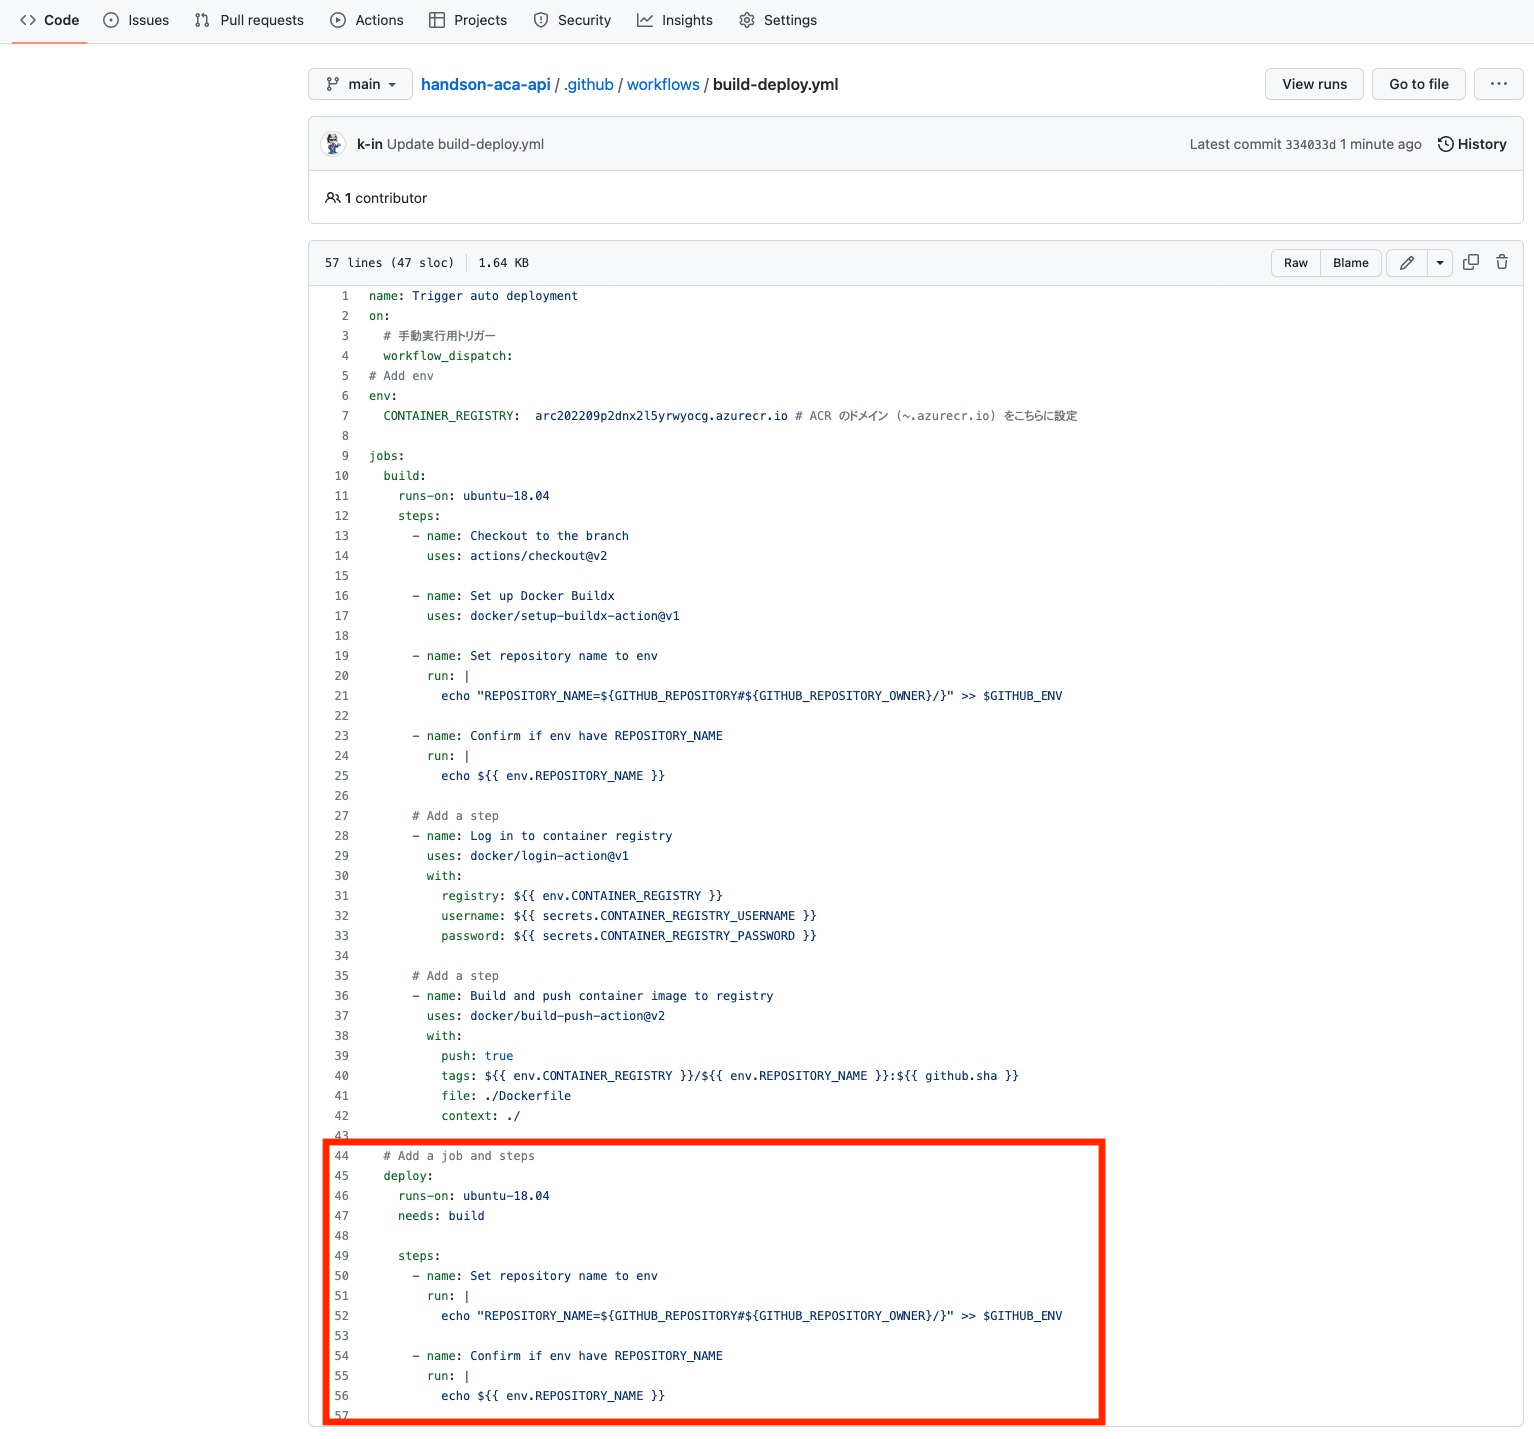 Code Issues Pull requests Actions Projects Security Insights Settings
main handson-aca-api / .github / workflows / build-deploy.yml View runs Go to file ...
k-in Update build-deploy.yml Latest commit 334033d 1 minute ago History
1 contributor
57 lines (47 sloc) 1.64 KB Raw Blame
1 name: Trigger auto deployment
2 on:
3 # 手動実行用トリガー
4 workflow_dispatch:
5 # Add env
6 env:
7 CONTAINER_REGISTRY: arc202209p2dnx2l5yrwyocg.azurecr.io # ACR のドメイン (~.azurecr.io) をこちらに設定
8
9 jobs:
10 build:
11 runs-on: ubuntu-18.04
12 steps:
13 - name: Checkout to the branch
14 uses: actions/checkout@v2
15
16 - name: Set up Docker Buildx
17 uses: docker/setup-buildx-action@v1
18
19 - name: Set repository name to env
20 run: |
21 echo "REPOSITORY_NAME=${GITHUB_REPOSITORY#${GITHUB_REPOSITORY_OWNER}/}" >> $GITHUB_ENV
22
23 - name: Confirm if env have REPOSITORY_NAME
24 run: |
25 echo ${{ env.REPOSITORY_NAME }}
26
27 # Add a step
28 - name: Log in to container registry
29 uses: docker/login-action@v1
30 with:
31 registry: ${{ env.CONTAINER_REGISTRY }}
32 username: ${{ secrets.CONTAINER_REGISTRY_USERNAME }}
33 password: ${{ secrets.CONTAINER_REGISTRY_PASSWORD }}
34
35 # Add a step
36 - name: Build and push container image to registry
37 uses: docker/build-push-action@v2
38 with:
39 push: true
40 tags: ${{ env.CONTAINER_REGISTRY }}/${{ env.REPOSITORY_NAME }}:${{ github.sha }}
41 file: ./Dockerfile
42 context: ./
43
44 # Add a job and steps
45 deploy:
46 runs-on: ubuntu-18.04
47 needs: build
48
49 steps:
50 - name: Set repository name to env
51 run: |
52 echo "REPOSITORY_NAME=${GITHUB_REPOSITORY#${GITHUB_REPOSITORY_OWNER}/}" >> $GITHUB_ENV
53
54 - name: Confirm if env have REPOSITORY_NAME
55 run: |
56 echo ${{ env.REPOSITORY_NAME }}
57